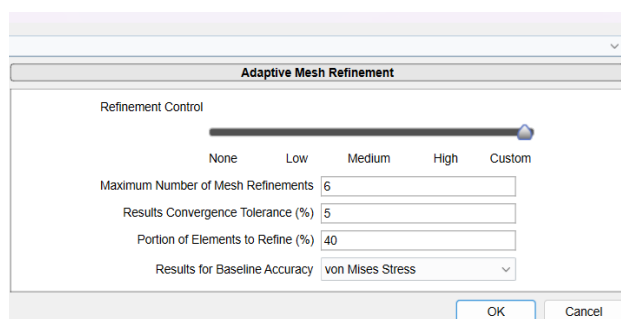 Adaptive Mesh Refinement
Refinement Control
None Low Medium High Custom
Maximum Number of Mesh Refinements 6
Results Convergence Tolerance (%) 5
Portion of Elements to Refine (%) 40
Results for Baseline Accuracy von Mises Stress
OK Cancel